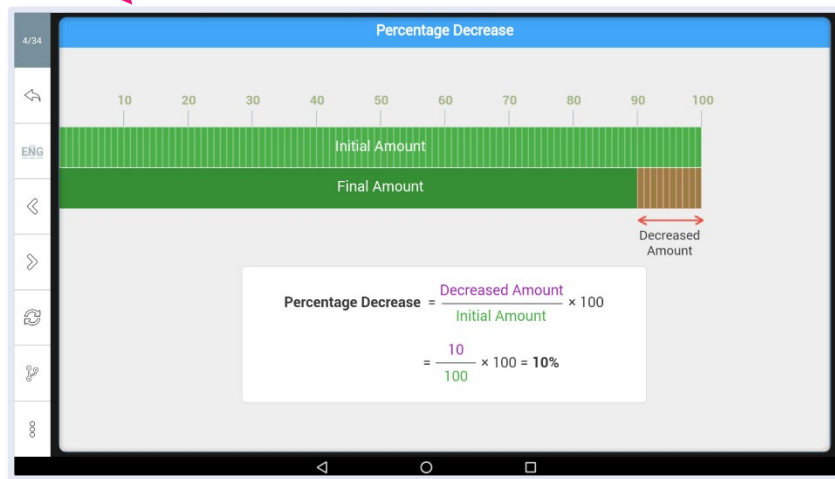 4/34
Percentage Decrease
10 20 30 40 50 60 70 80 90 100
ENG
Initial Amount
Final Amount
Decreased
Amount
Percentage Decrease = Decreased Amount / Initial Amount × 100
= 10 / 100 × 100 = 10%